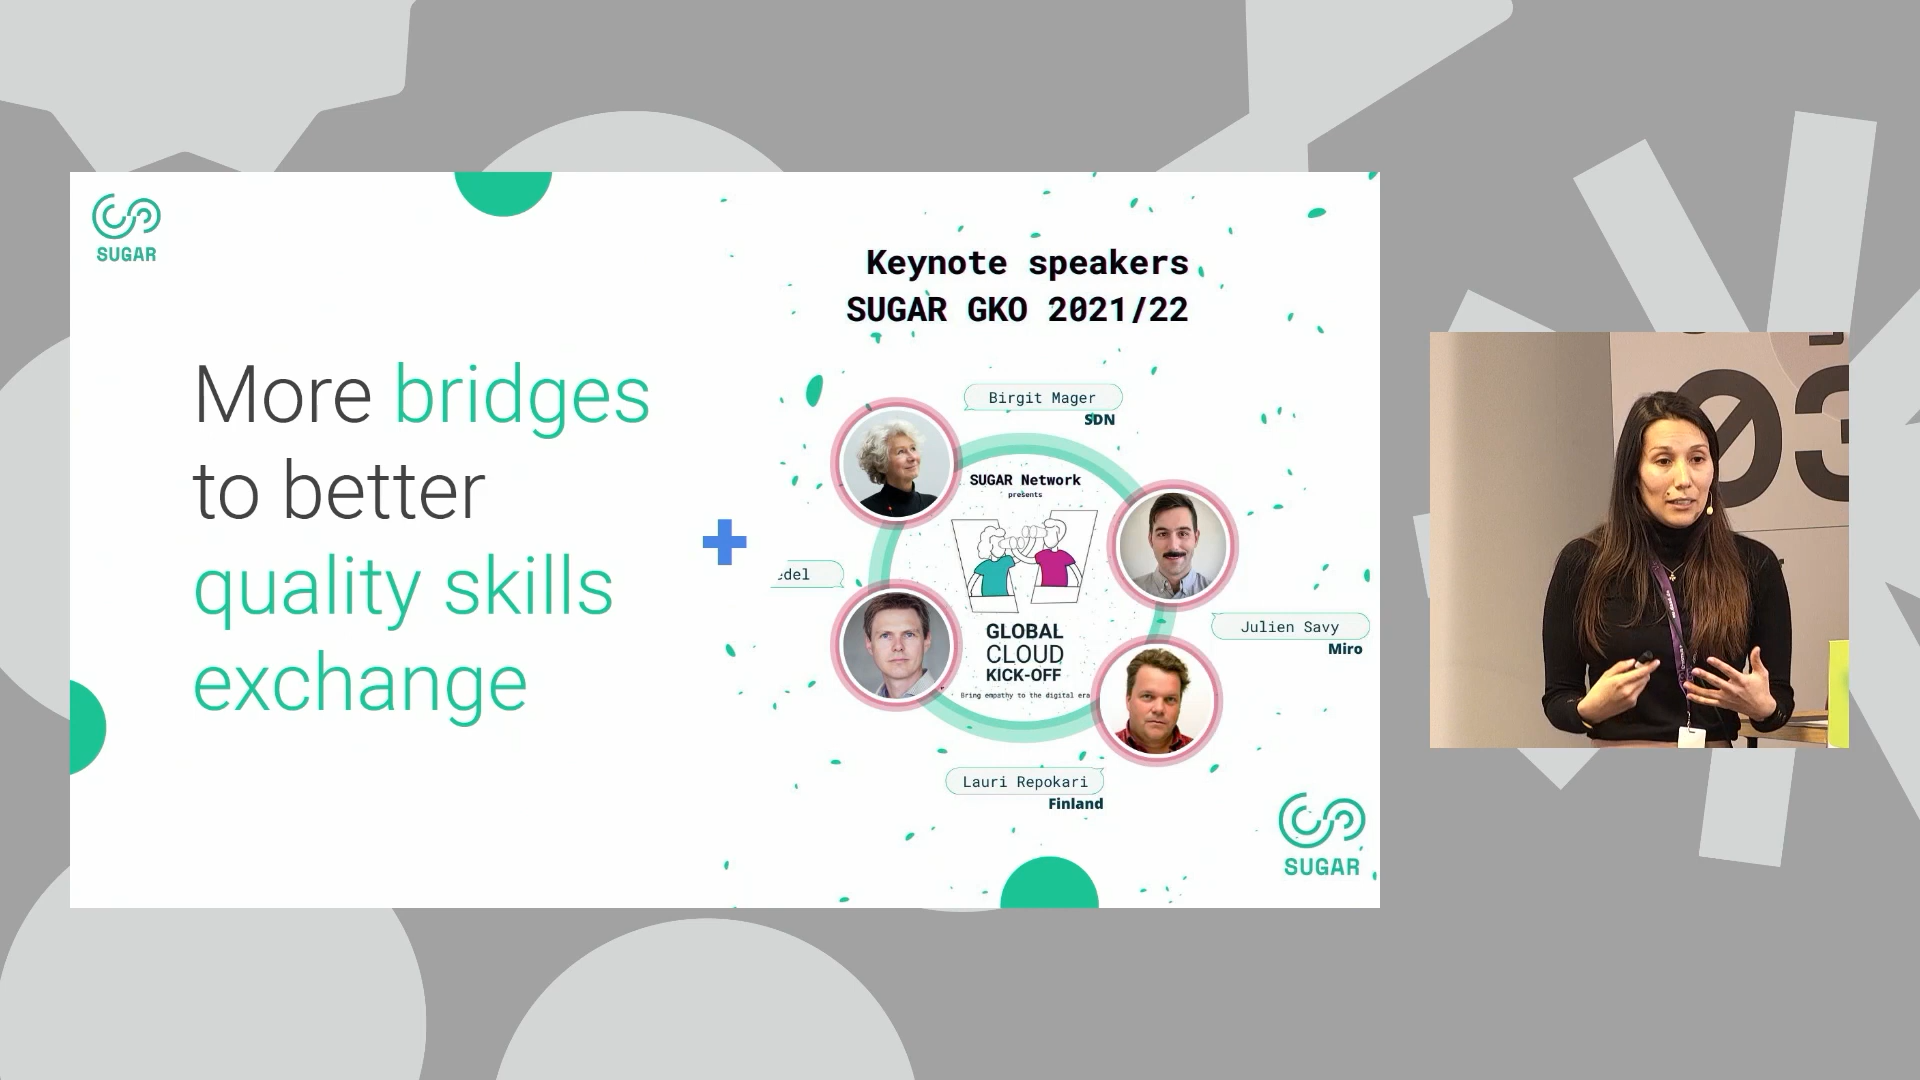 SUGAR
More bridges
to better
quality skills
exchange
Keynote speakers
SUGAR GKO 2021/22
Birgit Mager
SDN
SUGAR Network
presents
GLOBAL
CLOUD
KICK-OFF
Bring empathy to the digital era
edel
Julien Savy
Miro
Lauri Repokari
Finland
SUGAR
03